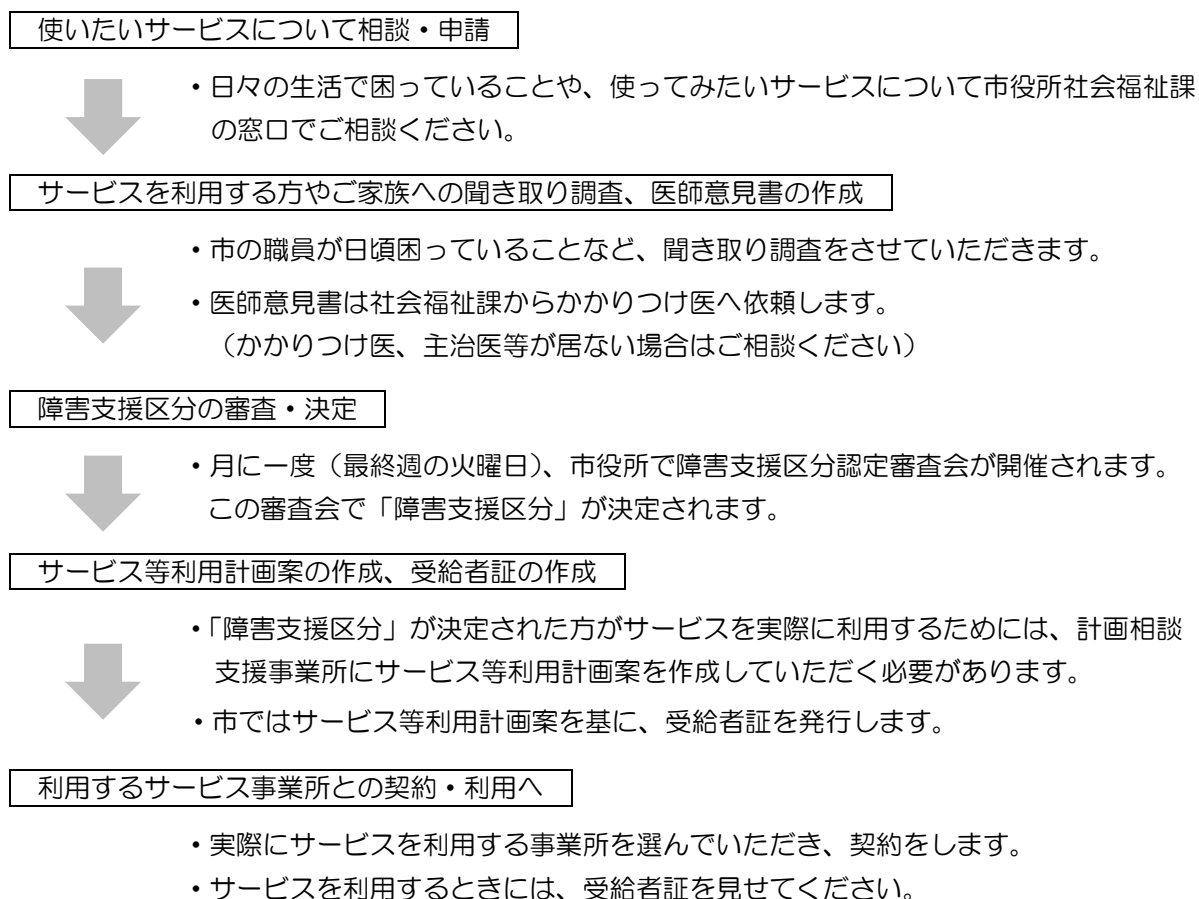 使いたいサービスについて相談・申請
・日々の生活で困っていることや、使ってみたいサービスについて市役所社会福祉課
の窓口でご相談ください。
サービスを利用する方やご家族への聞き取り調査、医師意見書の作成
・市の職員が日頃困っていることなど、聞き取り調査をさせていただきます。
・医師意見書は社会福祉課からかかりつけ医へ依頼します。
（かかりつけ医、主治医等が居ない場合はご相談ください）
障害支援区分の審査・決定
・月に一度（最終週の火曜日）、市役所で障害支援区分認定審査会が開催されます。
この審査会で「障害支援区分」が決定されます。
サービス等利用計画案の作成、受給者証の作成
・「障害支援区分」が決定された方がサービスを実際に利用するためには、計画相談
支援事業所にサービス等利用計画案を作成していただく必要があります。
・市ではサービス等利用計画案を基に、受給者証を発行します。
利用するサービス事業所との契約・利用へ
・実際にサービスを利用する事業所を選んでいただき、契約をします。
・サービスを利用するときには、受給者証を見せてください。